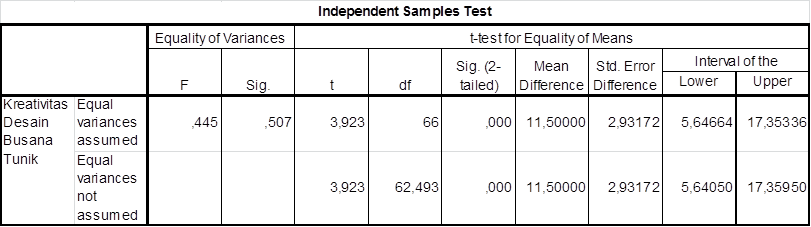 Independent Samples Test
Equality of Variances t-test for Equality of Means
F Sig. t df Sig. (2-tailed) Mean Difference Std. Error Difference Interval of the
Lower Upper
Kreativitas Desain Busana Tunik Equal variances assumed ,445 ,507 3,923 66 ,000 11,50000 2,93172 5,64664 17,35336
Equal variances not assumed 3,923 62,493 ,000 11,50000 2,93172 5,64050 17,35950